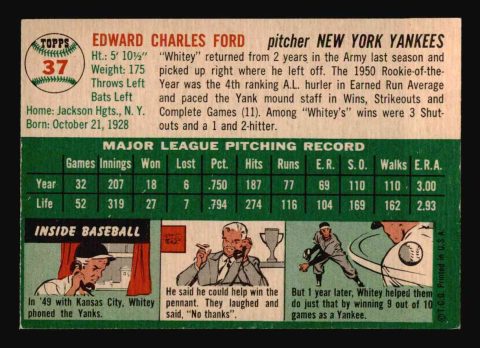 TOPPS
37
EDWARD CHARLES FORD pitcher NEW YORK YANKEES
Ht.: 5' 10½"
Weight: 175
Throws Left
Bats Left
Home: Jackson Hgts., N. Y.
Born: October 21, 1928
"Whitey" returned from 2 years in the Army last season and
picked up right where he left off. The 1950 Rookie-of-the-
Year was the 4th ranking A.L. hurler in Earned Run Average
and paced the Yank mound staff in Wins, Strikeouts and
Complete Games (11). Among "Whitey's" wins were 3 Shut-
outs and a 1 and 2-hitter.
MAJOR LEAGUE PITCHING RECORD
Games Innings Won Lost Pct. Hits Runs E.R. S.O. Walks E.R.A.
Year 32 207 18 6 .750 187 77 69 110 110 3.00
Life 52 319 27 7 .794 274 116 104 169 162 2.93
INSIDE BASEBALL
In '49 with Kansas City, Whitey
phoned the Yanks.
He said he could help win the
pennant. They laughed and
said, "No thanks".
But 1 year later, Whitey helped them
do just that by winning 9 out of 10
games as a Yankee.
©T.C.G. Printed in U.S.A.